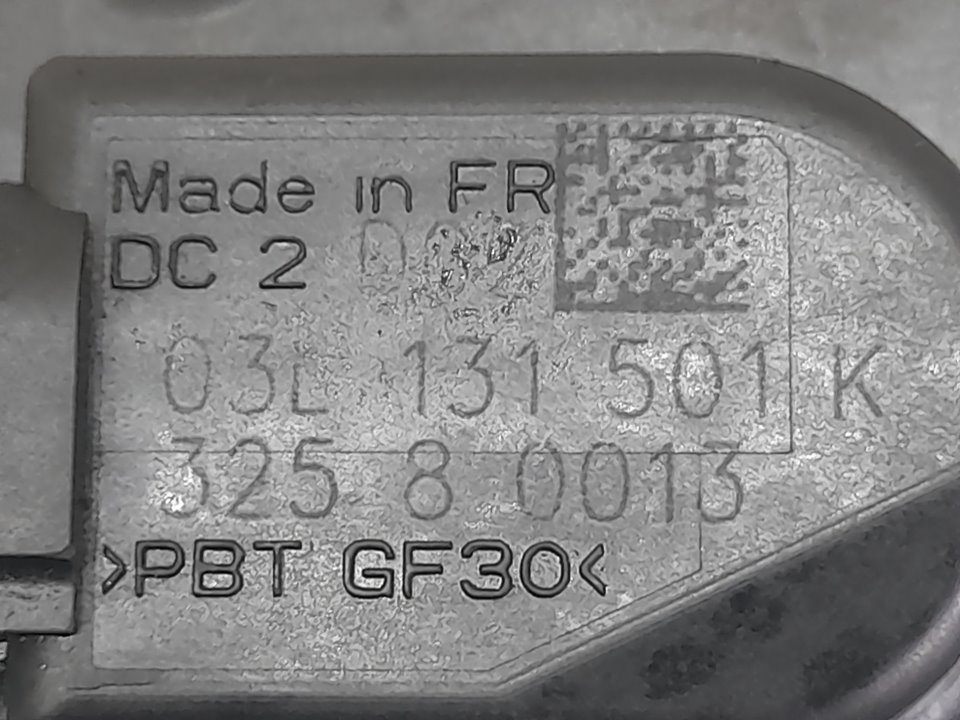 Made in FR
DC 2
03L 131 501 K
325 8 0013
>PBT GF30<